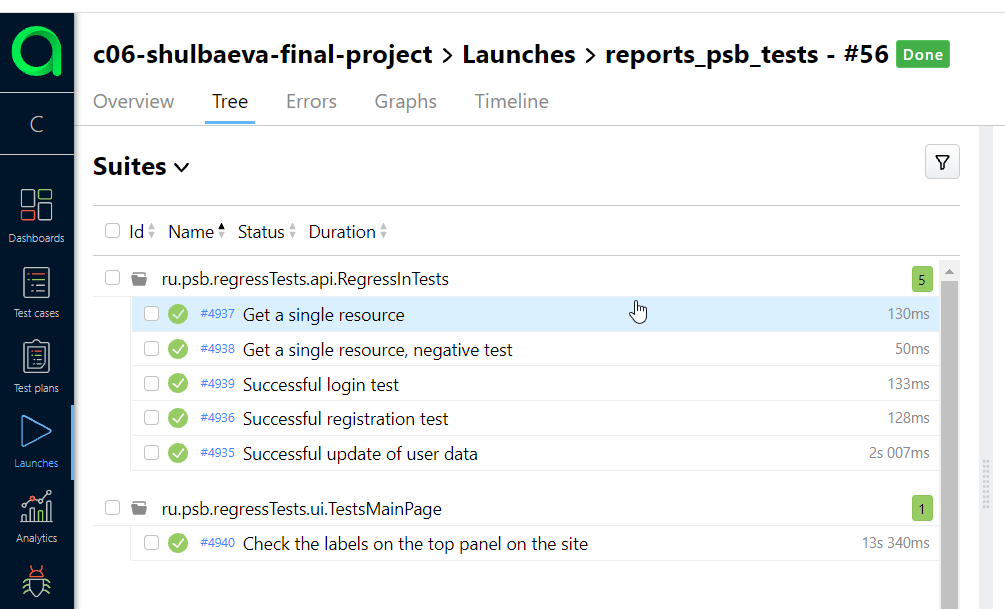 c06-shulbaeva-final-project > Launches > reports_psb_tests - #56 Done
Overview Tree Errors Graphs Timeline
C
Dashboards
Test cases
Test plans
Launches
Analytics
Suites
Id Name Status Duration
ru.psb.regressTests.api.RegressInTests 5
#4937 Get a single resource 130ms
#4938 Get a single resource, negative test 50ms
#4939 Successful login test 133ms
#4936 Successful registration test 128ms
#4935 Successful update of user data 2s 007ms
ru.psb.regressTests.ui.TestsMainPage 1
#4940 Check the labels on the top panel on the site 13s 340ms